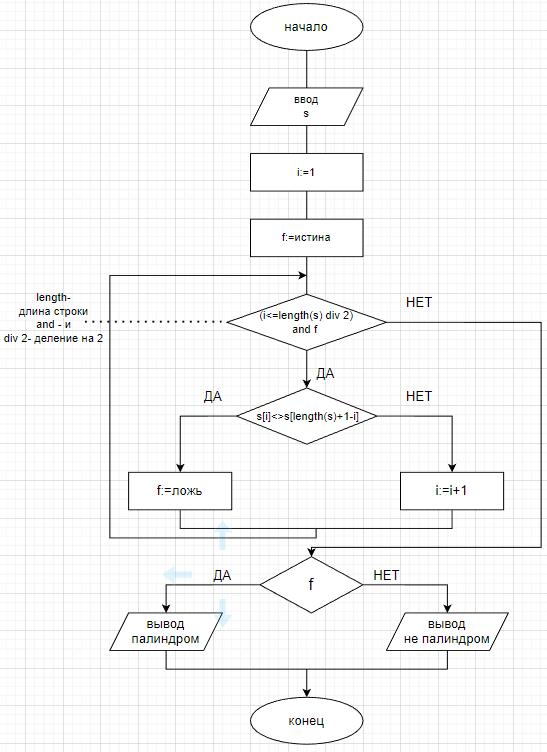 начало
ввод
s
i:=1
f:=истина
length-
длина строки
and - и
div 2- деление на 2
(i<=length(s) div 2)
and f
НЕТ
ДА
ДА
s[i]<>s[length(s)+1-i]
НЕТ
f:=ложь
i:=i+1
ДА
f
НЕТ
вывод
палиндром
вывод
не палиндром
конец